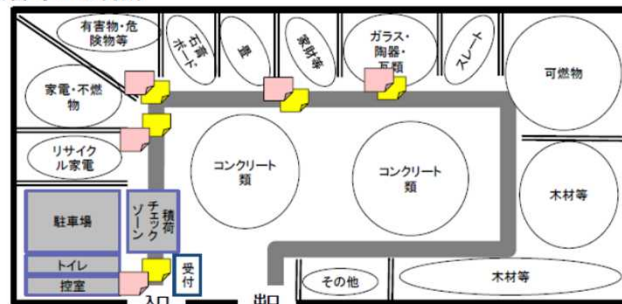 有害物・危
険物等
石膏
ボード
畳
家財等
ガラス・
陶器・
瓦類
スレート
可燃物
家電・不燃
物
リサイク
ル家電
コンクリート
類
コンクリート
類
木材等
駐車場
積荷
チェック
ゾーン
トイレ
控室
受付
その他
木材等
入口
出口